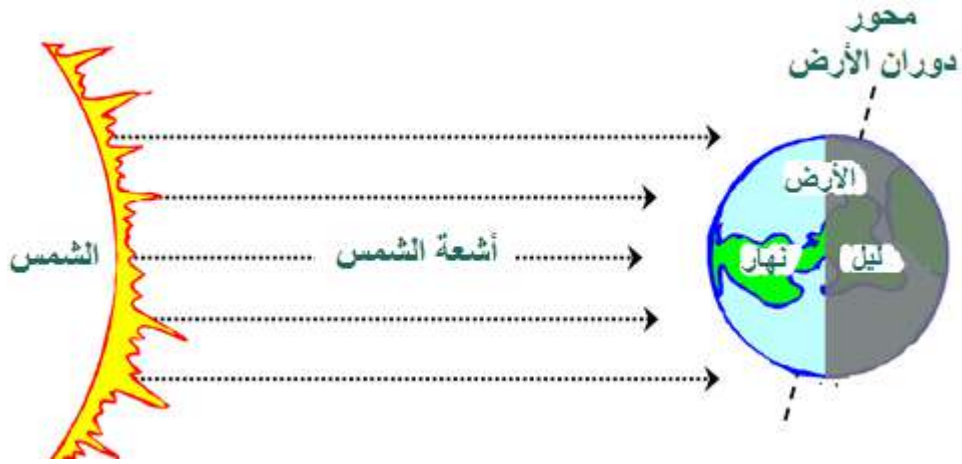 محور
دوران الأرض
الأرض
ليل
نهار
أشعة الشمس
الشمس